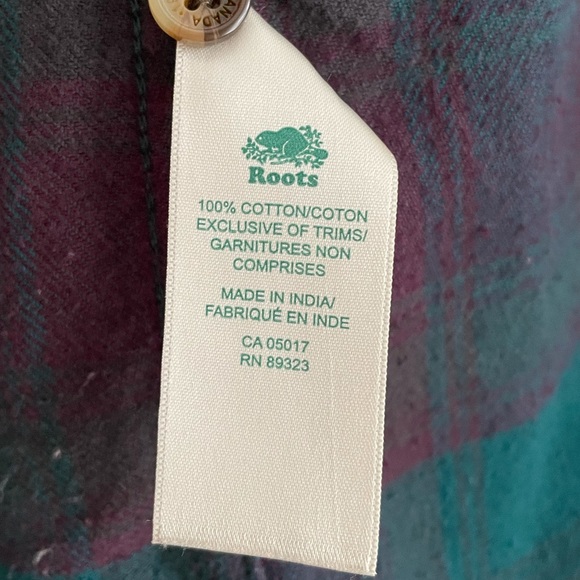 CANADA
Roots
100% COTTON/COTON
EXCLUSIVE OF TRIMS/
GARNITURES NON
COMPRISES
MADE IN INDIA/
FABRIQUÉ EN INDE
CA 05017
RN 89323